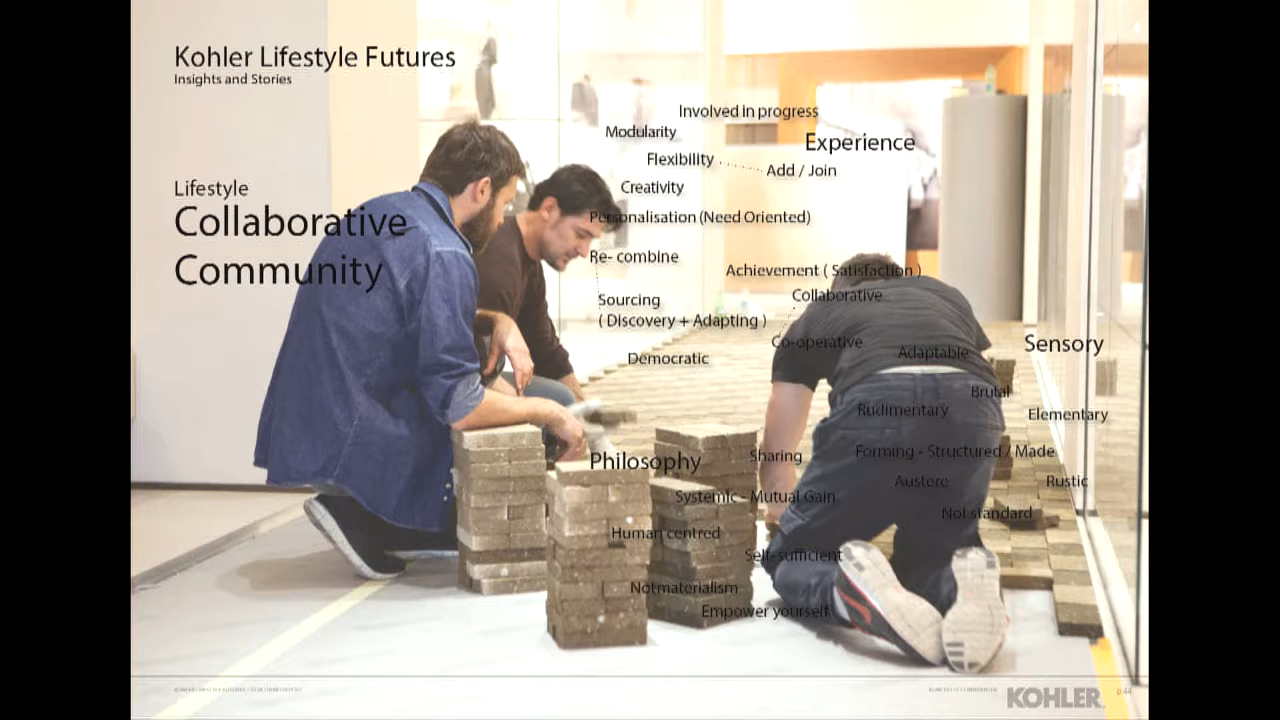 Kohler Lifestyle Futures
Insights and Stories
Lifestyle
Collaborative
Community
Involved in progress
Modularity
Experience
Flexibility
Add / Join
Creativity
Personalisation (Need Oriented)
Re- combine
Achievement ( Satisfaction )
Collaborative
Sourcing
( Discovery + Adapting )
Co-operative
Sensory
Adaptable
Democratic
Brutal
Rudimentary
Elementary
Forming - Structured / Made
Sharing
Philosophy
Austere
Rustic
Systemic - Mutual Gain
Not standard
Human centred
Self-sufficient
Notmaterialism
Empower yourself
KOHLER
p.44